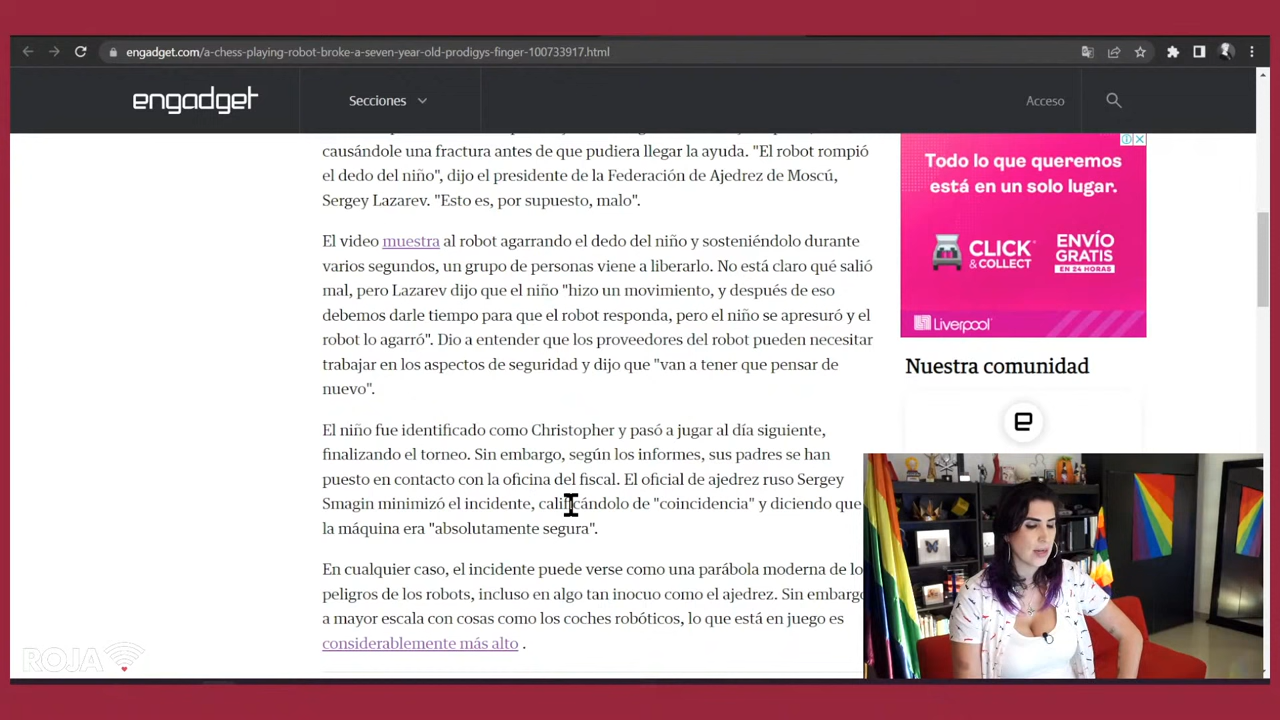 engadget.com/a-chess-playing-robot-broke-a-seven-year-old-prodigys-finger-100733917.html
engadget
Secciones
Acceso
causándole una fractura antes de que pudiera llegar la ayuda. "El robot rompió
el dedo del niño", dijo el presidente de la Federación de Ajedrez de Moscú,
Sergey Lazarev. "Esto es, por supuesto, malo".
El video muestra al robot agarrando el dedo del niño y sosteniéndolo durante
varios segundos, un grupo de personas viene a liberarlo. No está claro qué salió
mal, pero Lazarev dijo que el niño "hizo un movimiento, y después de eso
debemos darle tiempo para que el robot responda, pero el niño se apresuró y el
robot lo agarró". Dio a entender que los proveedores del robot pueden necesitar
trabajar en los aspectos de seguridad y dijo que "van a tener que pensar de
nuevo".
El niño fue identificado como Christopher y pasó a jugar al día siguiente,
finalizando el torneo. Sin embargo, según los informes, sus padres se han
puesto en contacto con la oficina del fiscal. El oficial de ajedrez ruso Sergey
Smagin minimizó el incidente, calificándolo de "coincidencia" y diciendo que
la máquina era "absolutamente segura".
En cualquier caso, el incidente puede verse como una parábola moderna de lo
peligros de los robots, incluso en algo tan inocuo como el ajedrez. Sin embargo
a mayor escala con cosas como los coches robóticos, lo que está en juego es
considerablemente más alto .
Todo lo que queremos
está en un solo lugar.
CLICK
& COLLECT
ENVÍO
GRATIS
EN 24 HORAS
Liverpool
Nuestra comunidad
e
ROJA